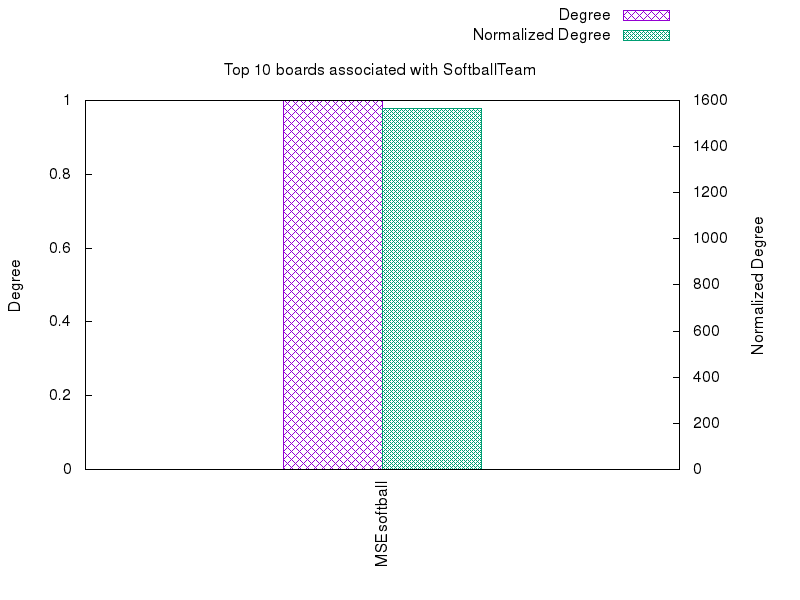 Degree
Normalized Degree
Top 10 boards associated with SoftballTeam
1
0.8
0.6
0.4
0.2
0
1600
1400
1200
1000
800
600
400
200
0
Degree
Normalized Degree
MSEsoftball